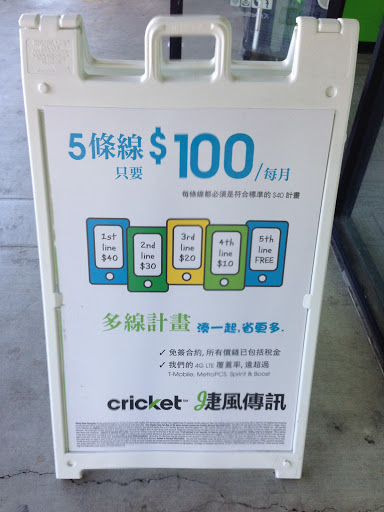 5條線 $100/每月
只要
每條線都必須是符合標準的 $40 計畫
1st line $40
2nd line $30
3rd line $20
4th line $10
5th line FREE
多線計畫 湊一起,省更多.
✓ 免簽合約,所有價錢已包括稅金
✓ 我們的 4G LTE 覆蓋率, 遠超過
T-Mobile, MetroPCS, Sprint & Boost
cricket 捷風傳訊